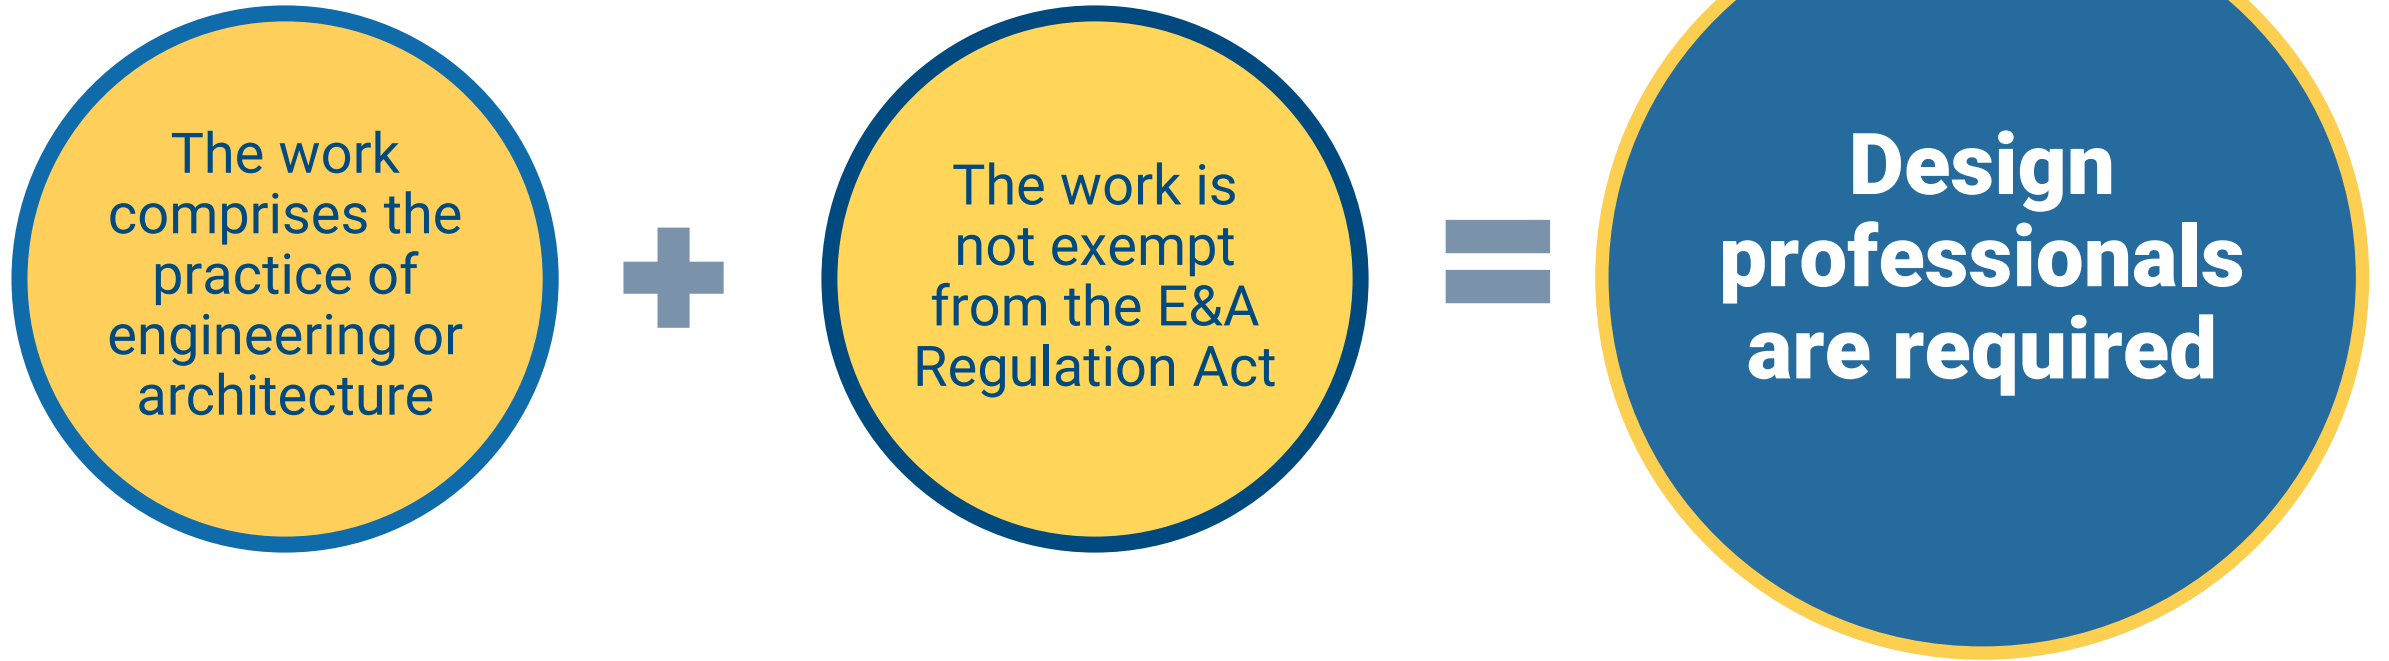 The work
comprises the
practice of
engineering or
architecture
The work is
not exempt
from the E&A
Regulation Act
Design
professionals
are required